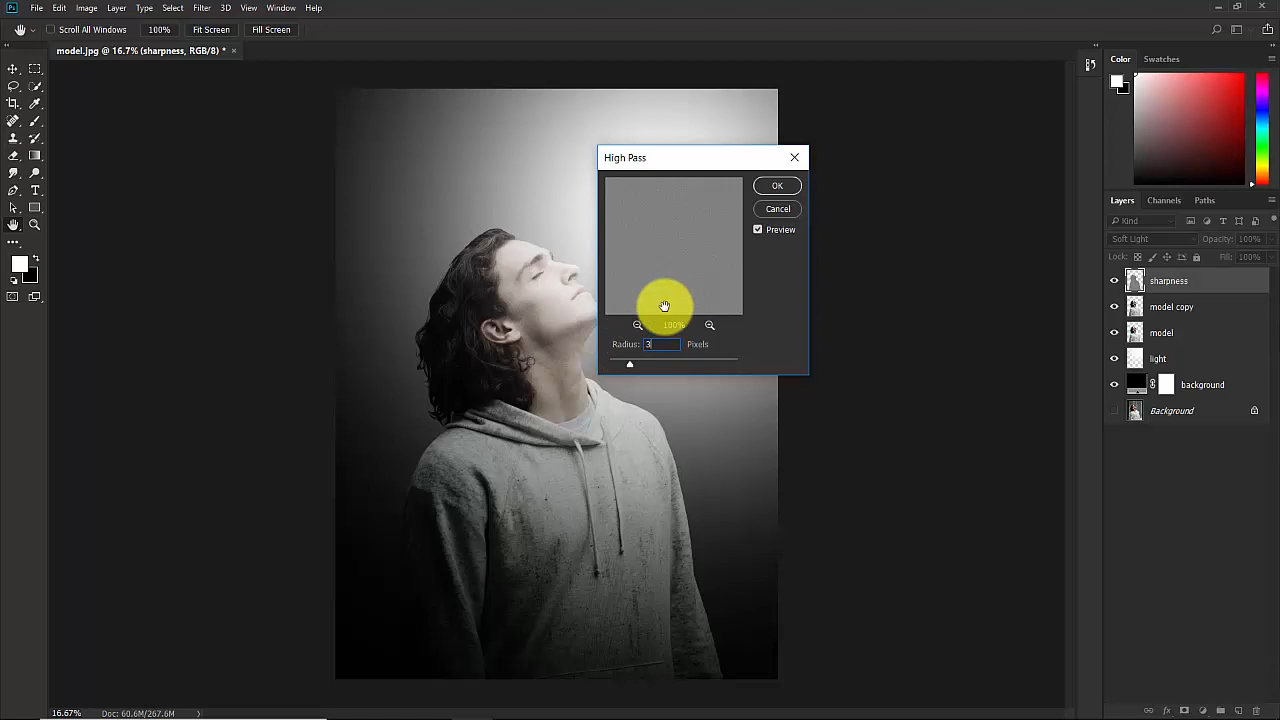 Ps File Edit Image Layer Type Select Filter 3D View Window Help
Scroll All Windows 100% Fit Screen Fill Screen
model.jpg @ 16.7% (sharpness, RGB/8) * ×
Color Swatches
High Pass
OK
Cancel
Preview
100%
Radius: 3 Pixels
Layers Channels Paths
Kind
Soft Light Opacity: 100%
Lock: Fill: 100%
sharpness
model copy
model
light
background
Background
16.67% Doc: 60.6M/267.6M